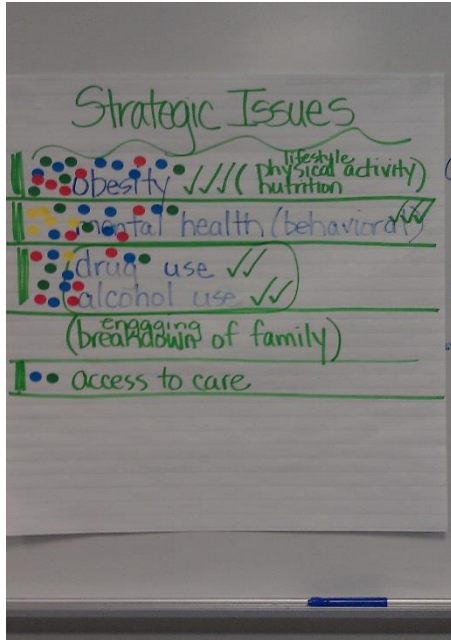 Strategic Issues
obesity (lifestyle physical activity nutrition)
mental health (behavioral)
drug use
alcohol use
engaging
(breakdown of family)
access to care